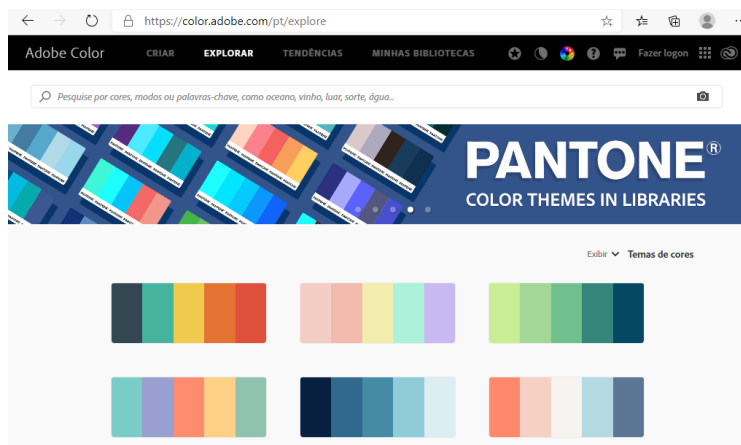 https://color.adobe.com/pt/explore
Adobe Color CRIAR EXPLORAR TENDÊNCIAS MINHAS BIBLIOTECAS Fazer logon
Pesquise por cores, modos ou palavras-chave, como oceano, vinho, luar, sorte, água...
PANTONE®
COLOR THEMES IN LIBRARIES
Exibir Temas de cores